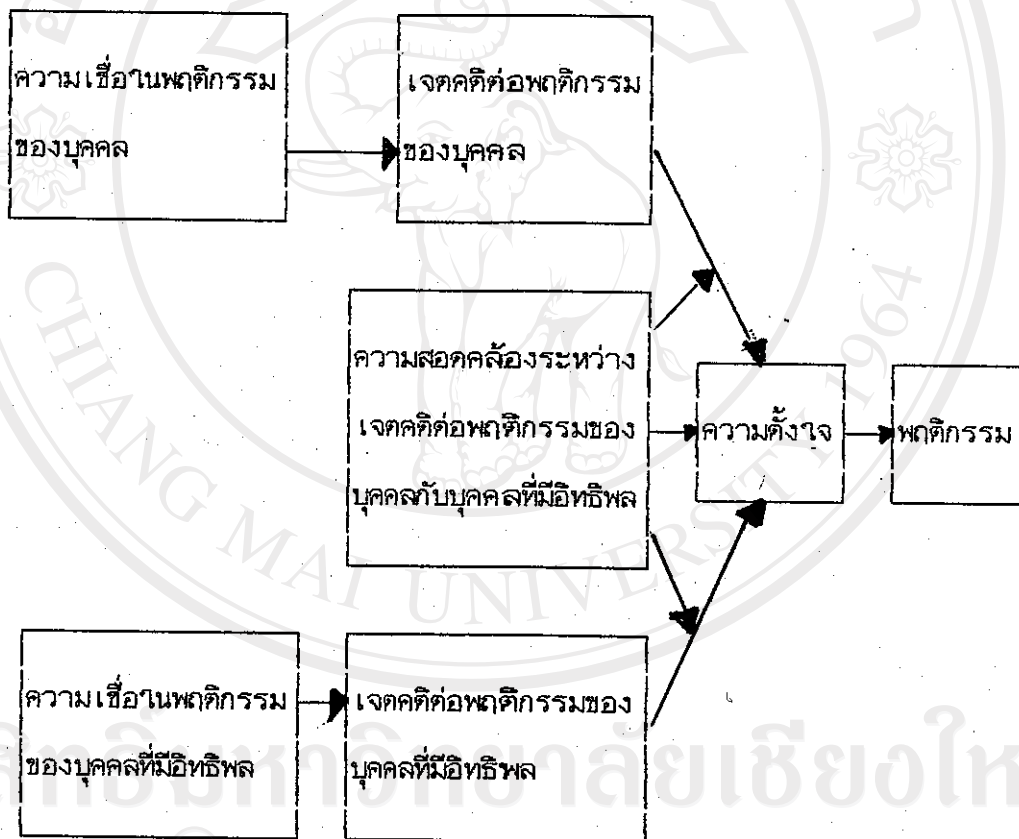 ความเชื่อในพฤติกรรม
ของบุคคล
เจตคติต่อพฤติกรรม
ของบุคคล
ความสอดคล้องระหว่าง
เจตคติต่อพฤติกรรมของ
บุคคลกับบุคคลที่มีอิทธิพล
ความตั้งใจ
พฤติกรรม
ความเชื่อในพฤติกรรม
ของบุคคลที่มีอิทธิพล
เจตคติต่อพฤติกรรมของ
บุคคลที่มีอิทธิพล
CHIANG MAI UNIVERSITY 1964